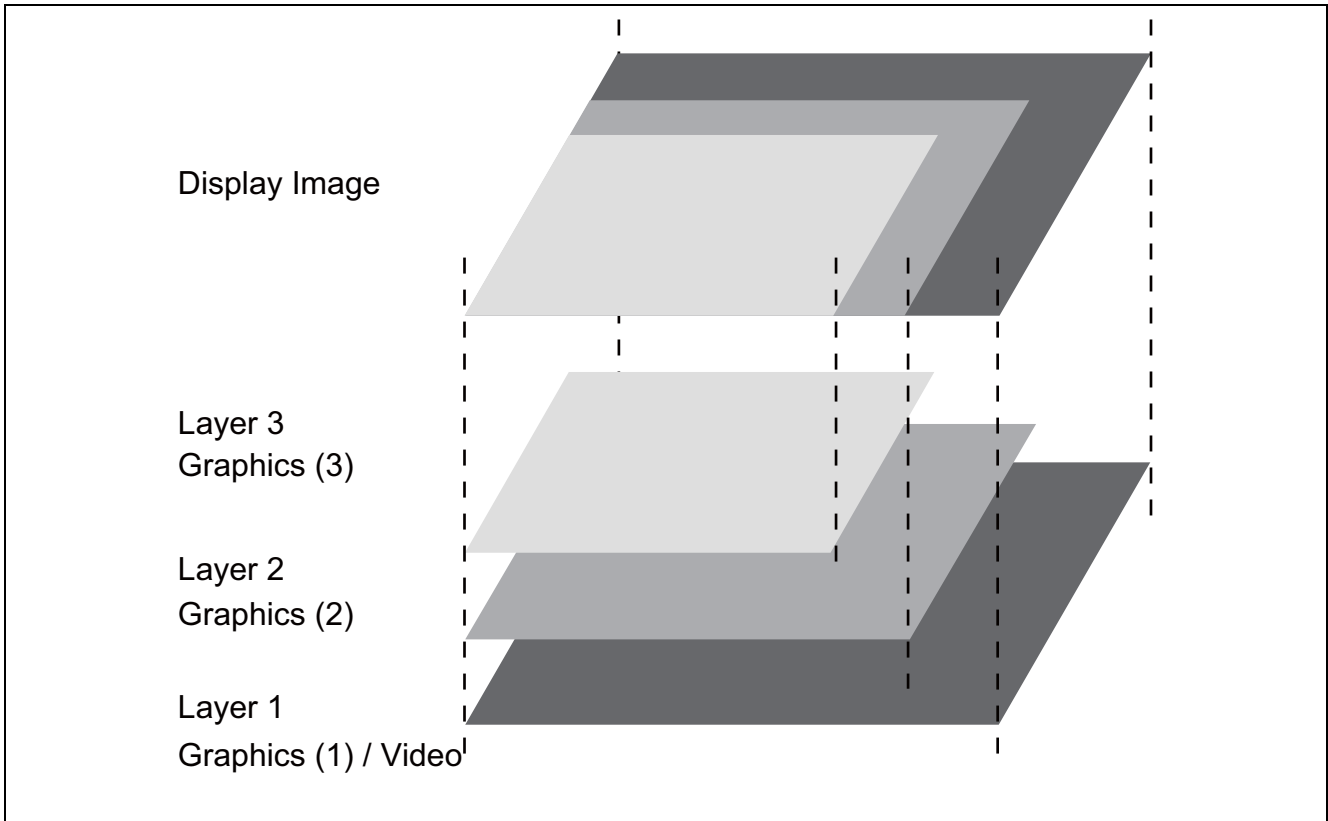 Display Image
Layer 3
Graphics (3)
Layer 2
Graphics (2)
Layer 1
Graphics (1) / Video